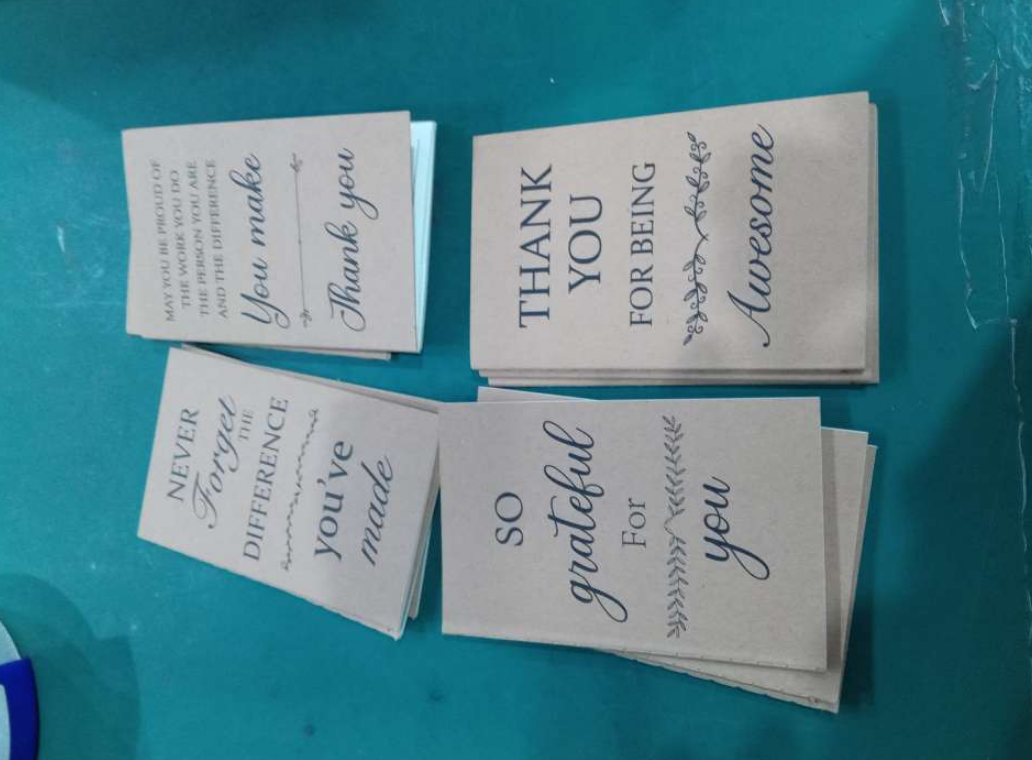 MAY YOU BE PROUD OF
THE WORK YOU DO
THE PERSON YOU ARE
AND THE DIFFERENCE
You make
Thank you
THANK
YOU
FOR BEING
Awesome
NEVER
Forget
THE
DIFFERENCE
you've
made
SO
grateful
For
you